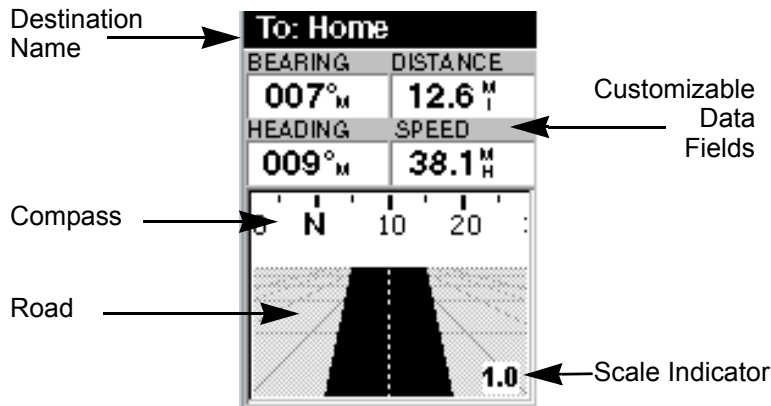 Destination
Name
To: Home
BEARING DISTANCE
007°M 12.6 MI
HEADING SPEED
009°M 38.1 MH
Customizable
Data
Fields
Compass
N 10 20
Road
1.0
Scale Indicator